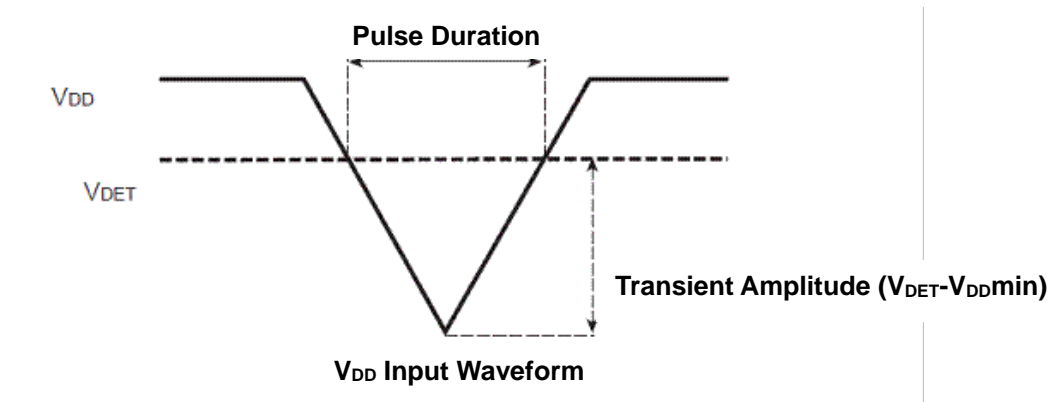 Pulse Duration
VDD
VDET
Transient Amplitude (VDET-VDDmin)
VDD Input Waveform